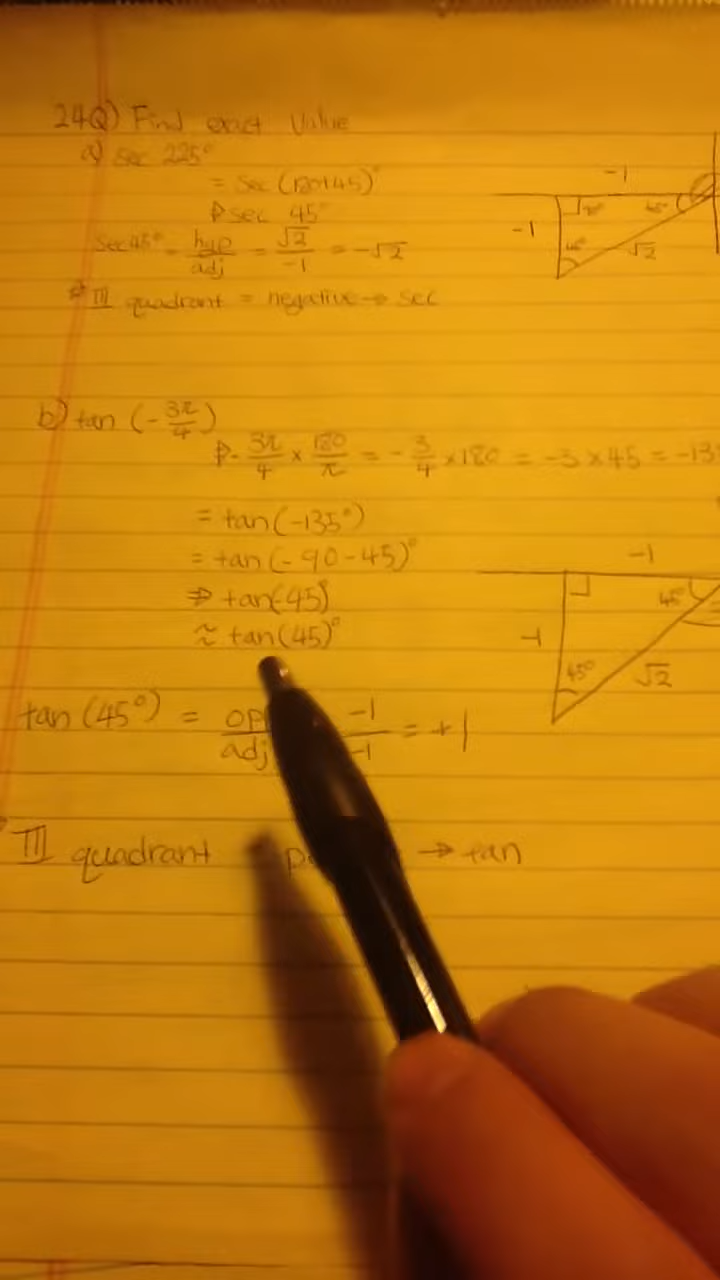 24Q) Find exact Value
a) sec 225°
= sec (180+45)°
⇒ sec 45°
sec 45° = hyp/adj = √2/-1 = -√2
* III quadrant = negative → sec
-1
-1
45°
45°
√2
b) tan (-3π/4)
⇒ - 3π/4 × 180/π = - 3/4 × 180 = -3 × 45 = -13
= tan(-135°)
= tan(-90-45)°
⇒ tan(-45)°
≈ tan(45)°
-1
-1
45°
45°
√2
tan (45°) = op adj -1/-1 = +1
III quadrant → tan